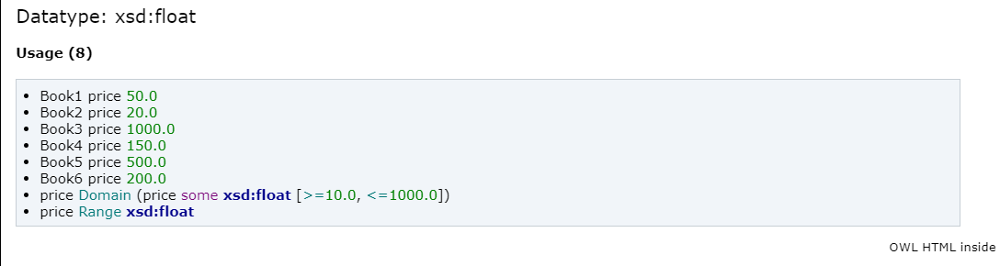 Datatype: xsd:float
Usage (8)
• Book1 price 50.0
• Book2 price 20.0
• Book3 price 1000.0
• Book4 price 150.0
• Book5 price 500.0
• Book6 price 200.0
• price Domain (price some xsd:float [>=10.0, <=1000.0])
• price Range xsd:float
OWL HTML inside